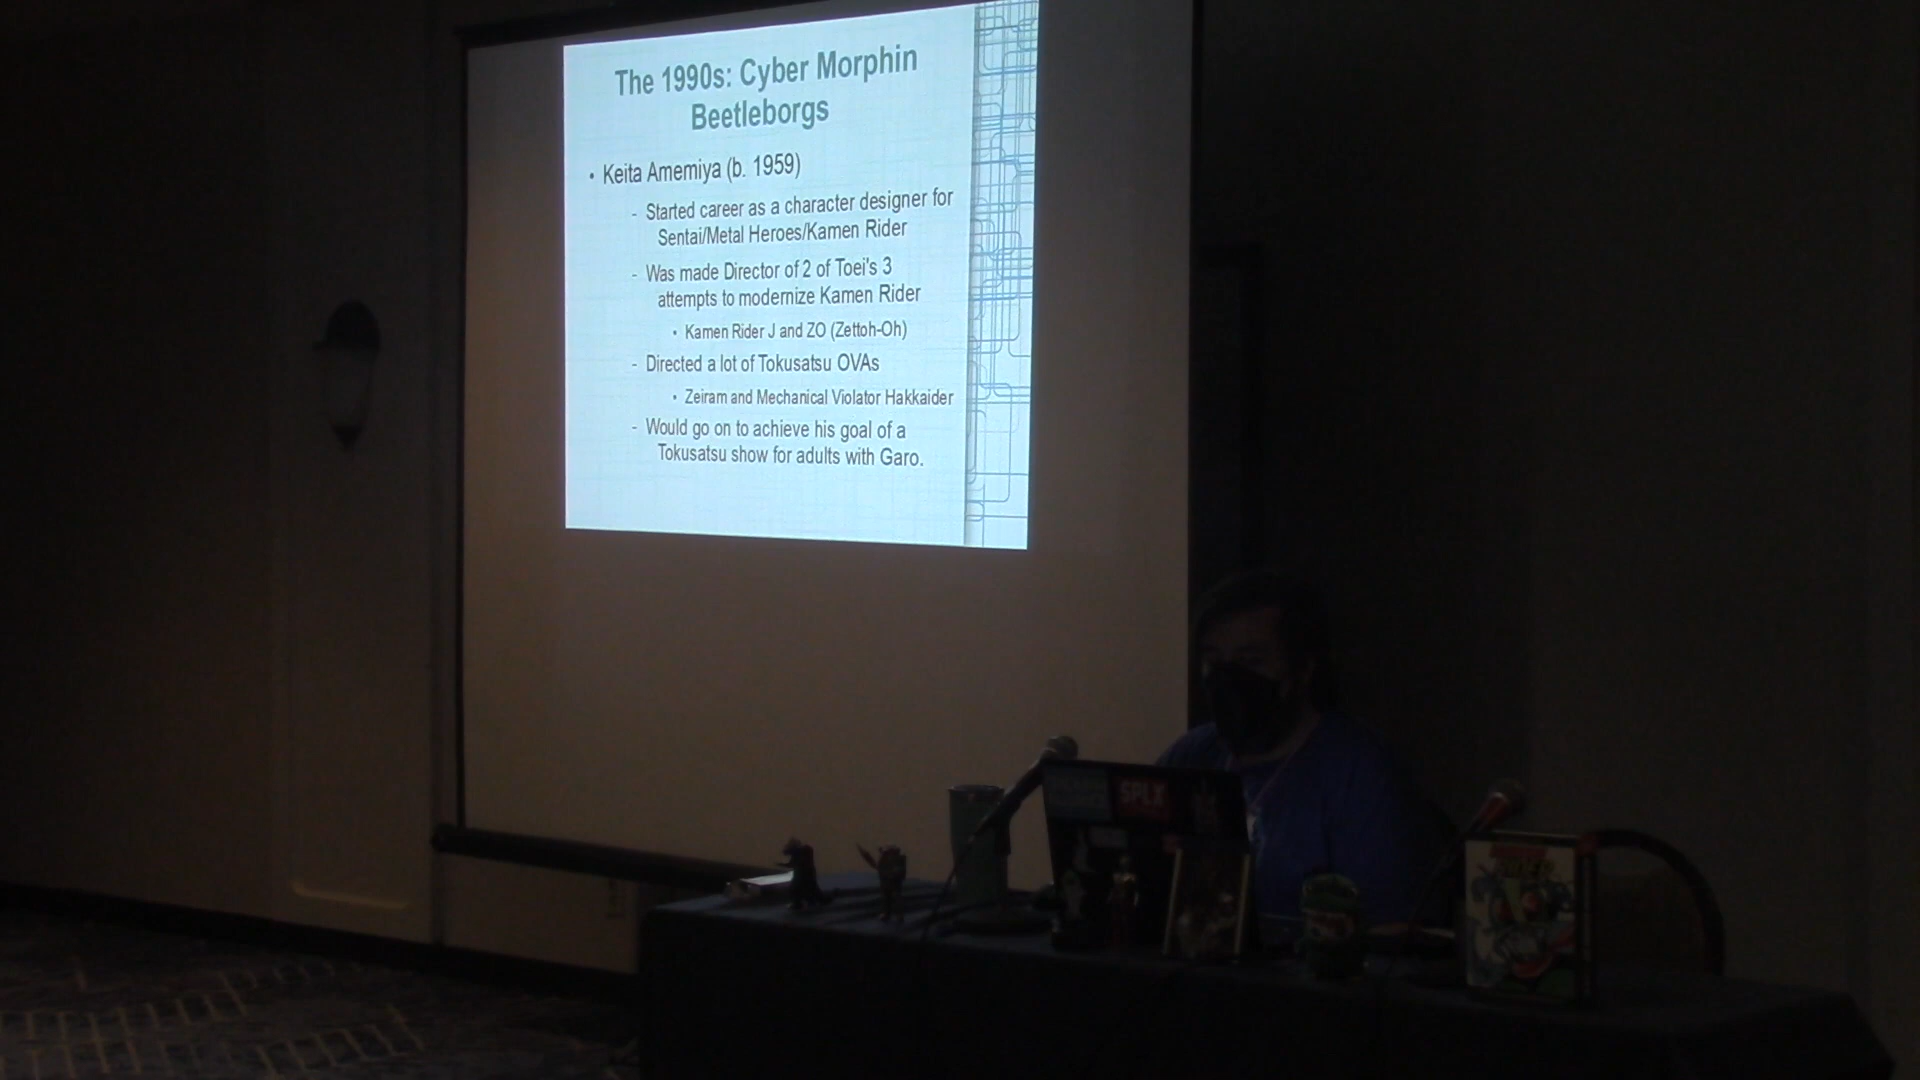 The 1990s: Cyber Morphin
Beetleborgs
• Keita Amemiya (b. 1959)
- Started career as a character designer for
Sentai/Metal Heroes/Kamen Rider
- Was made Director of 2 of Toei's 3
attempts to modernize Kamen Rider
• Kamen Rider J and ZO (Zettoh-Oh)
- Directed a lot of Tokusatsu OVAs
• Zeiram and Mechanical Violator Hakkaider
- Would go on to achieve his goal of a
Tokusatsu show for adults with Garo.
SPLX